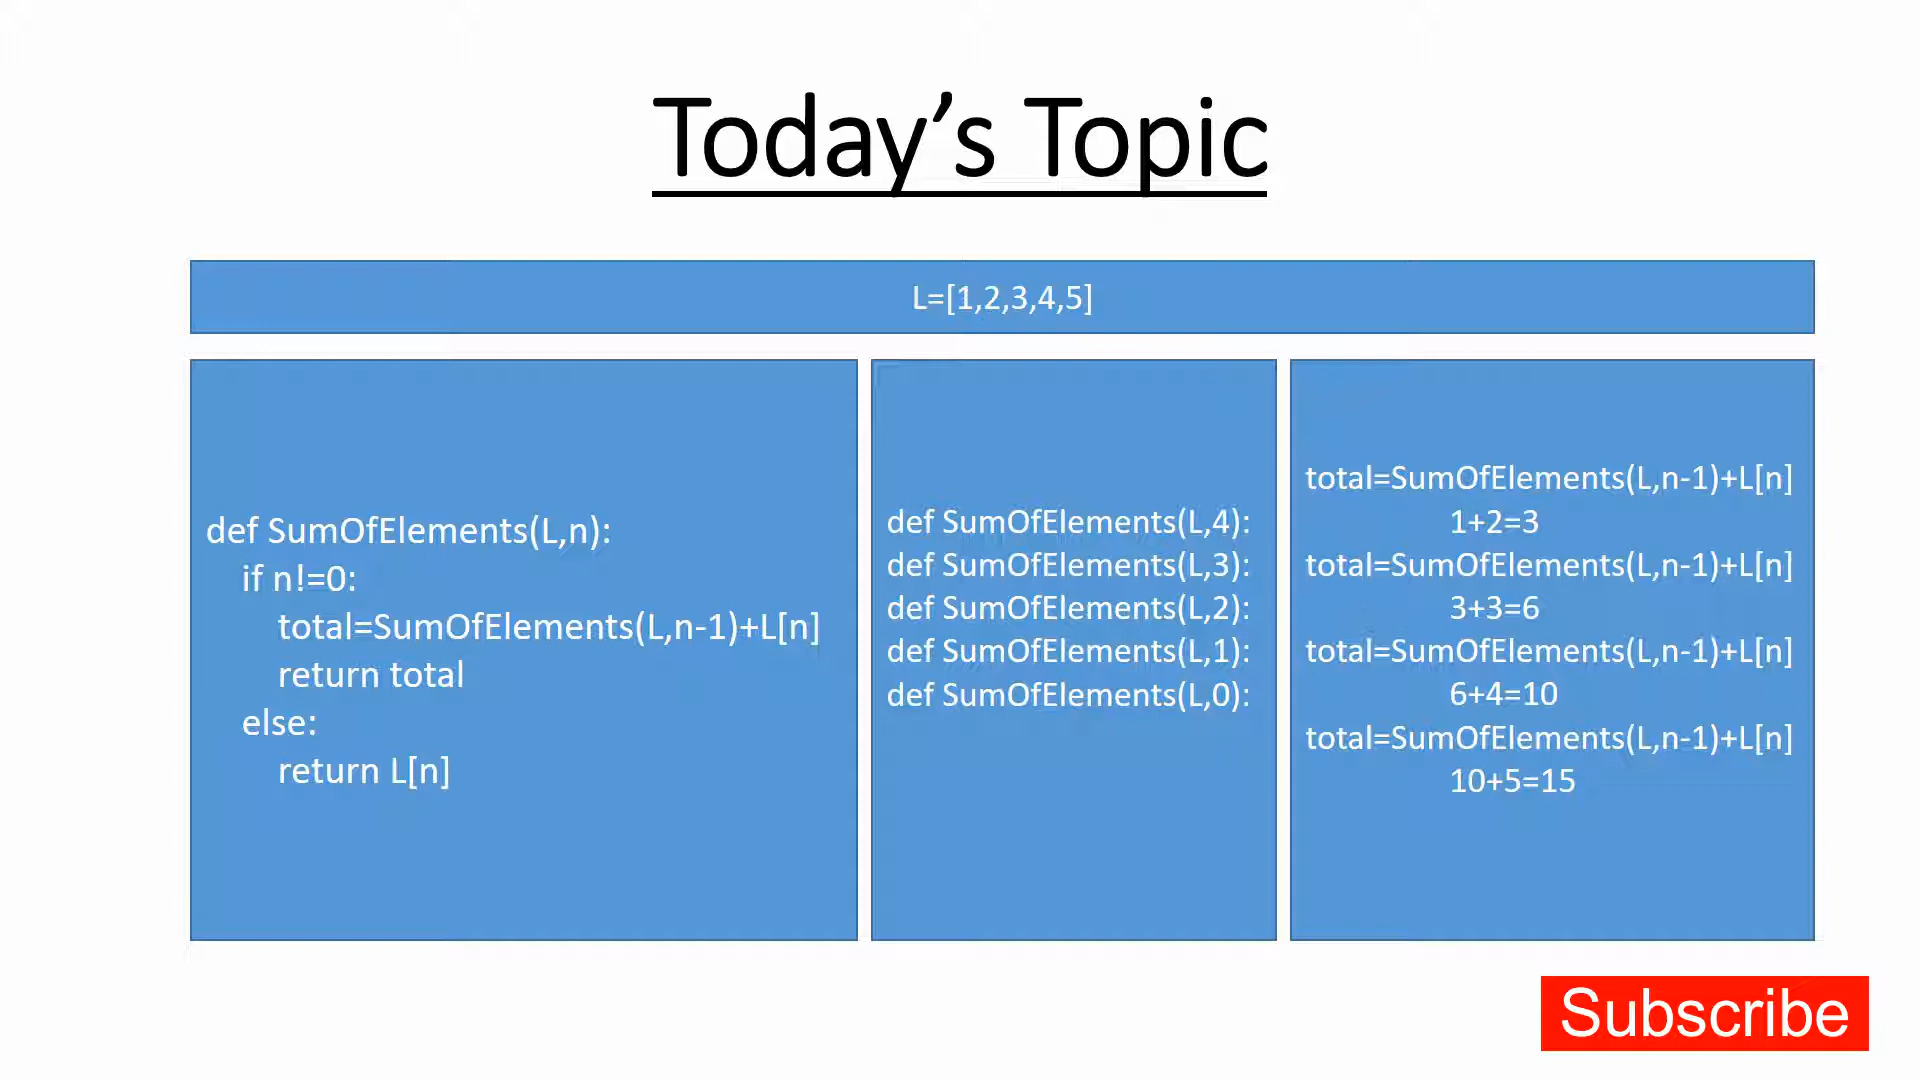 Today’s Topic
L=[1,2,3,4,5]
def SumOfElements(L,n):
if n!=0:
total=SumOfElements(L,n-1)+L[n]
return total
else:
return L[n]
def SumOfElements(L,4):
def SumOfElements(L,3):
def SumOfElements(L,2):
def SumOfElements(L,1):
def SumOfElements(L,0):
total=SumOfElements(L,n-1)+L[n]
1+2=3
total=SumOfElements(L,n-1)+L[n]
3+3=6
total=SumOfElements(L,n-1)+L[n]
6+4=10
total=SumOfElements(L,n-1)+L[n]
10+5=15
Subscribe